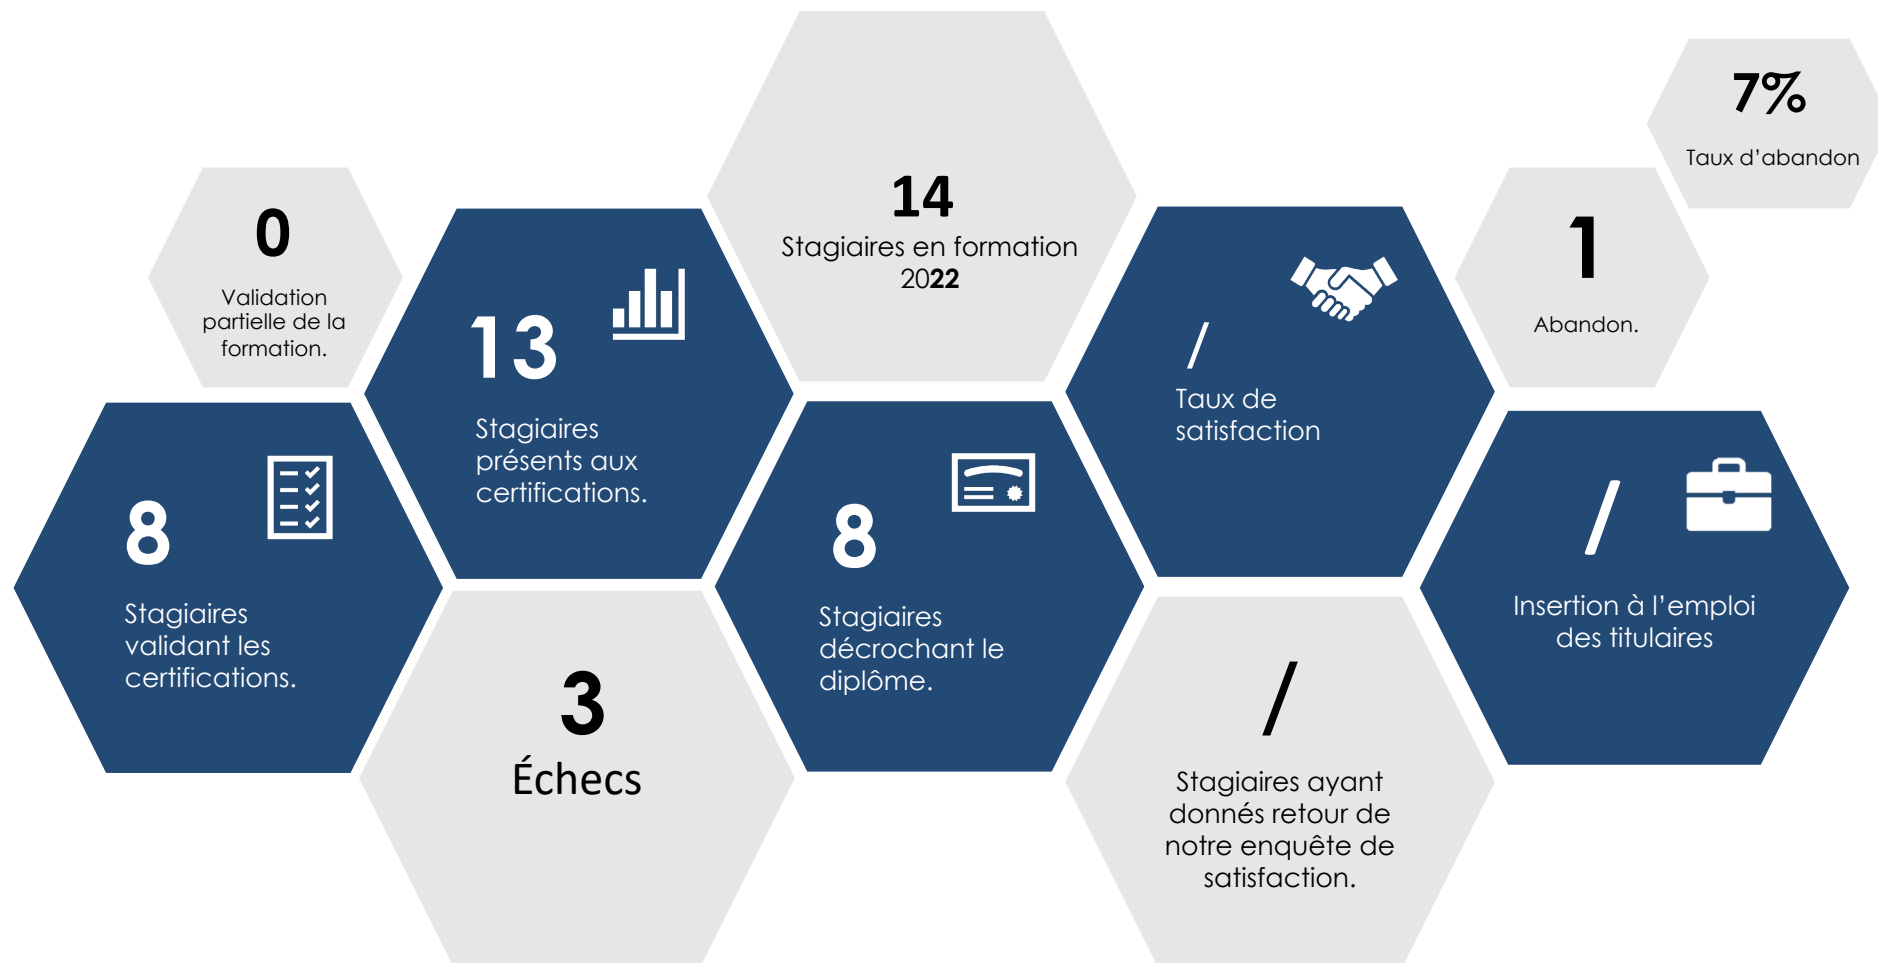 7%
Taux d’abandon
14
Stagiaires en formation
2022
0
Validation
partielle de la
formation.
13
Stagiaires
présents aux
certifications.
/
Taux de
satisfaction
1
Abandon.
8
Stagiaires
validant les
certifications.
8
Stagiaires
décrochant le
diplôme.
/
Insertion à l’emploi
des titulaires
3
Échecs
/
Stagiaires ayant
donnés retour de
notre enquête de
satisfaction.